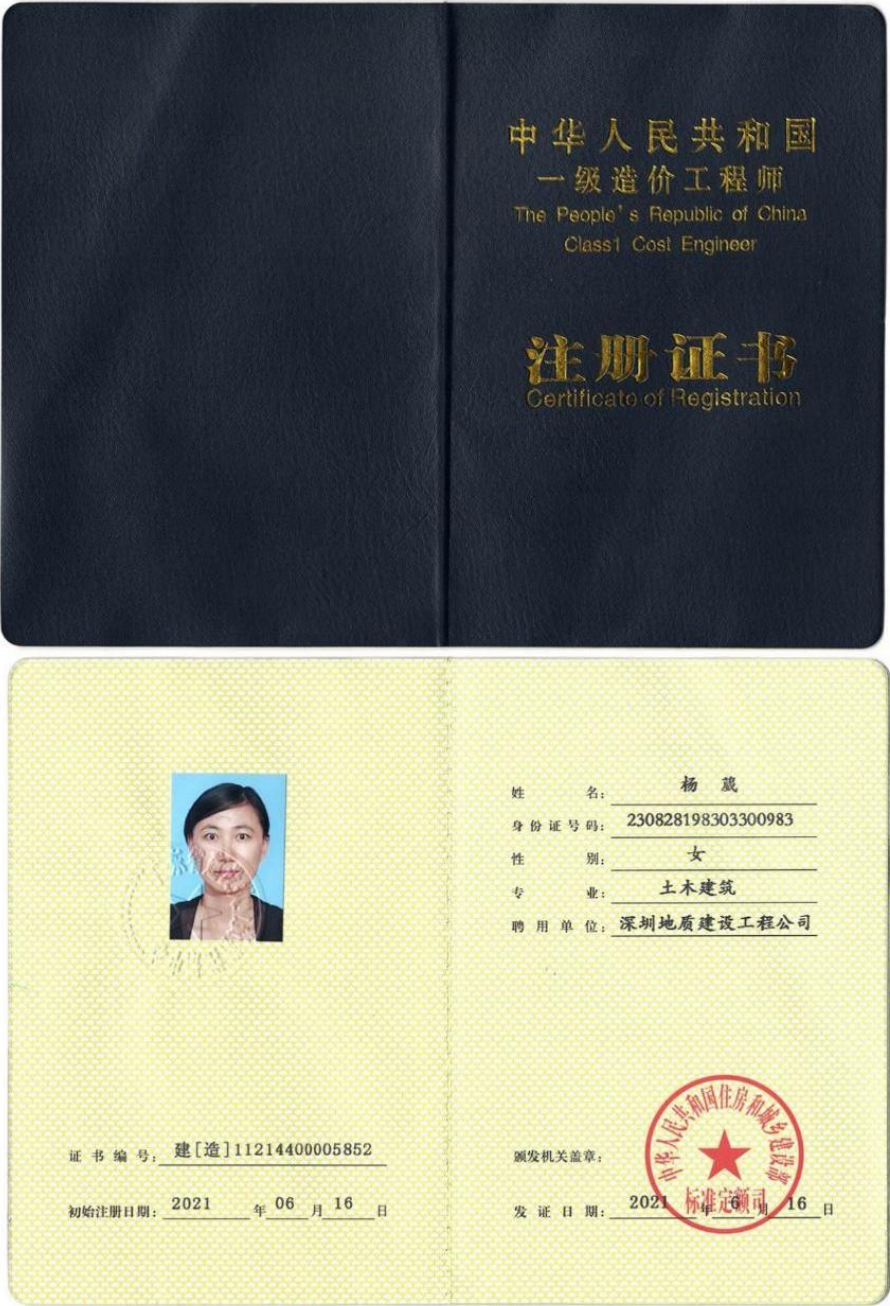 中华人民共和国
一级造价工程师
The People's Republic of China
Class1 Cost Engineer
注册证书
Certificate of Registration
姓 名: 杨葳
身份证号码: 230828198303300983
性 别: 女
专 业: 土木建筑
聘用单位: 深圳地质建设工程公司
证书编号: 建[造]11214400005852
初始注册日期: 2021 年 06 月 16 日
颁发机关盖章:
中华人民共和国住房和城乡建设部
标准定额司
发证日期: 2021 年 6 月 16 日